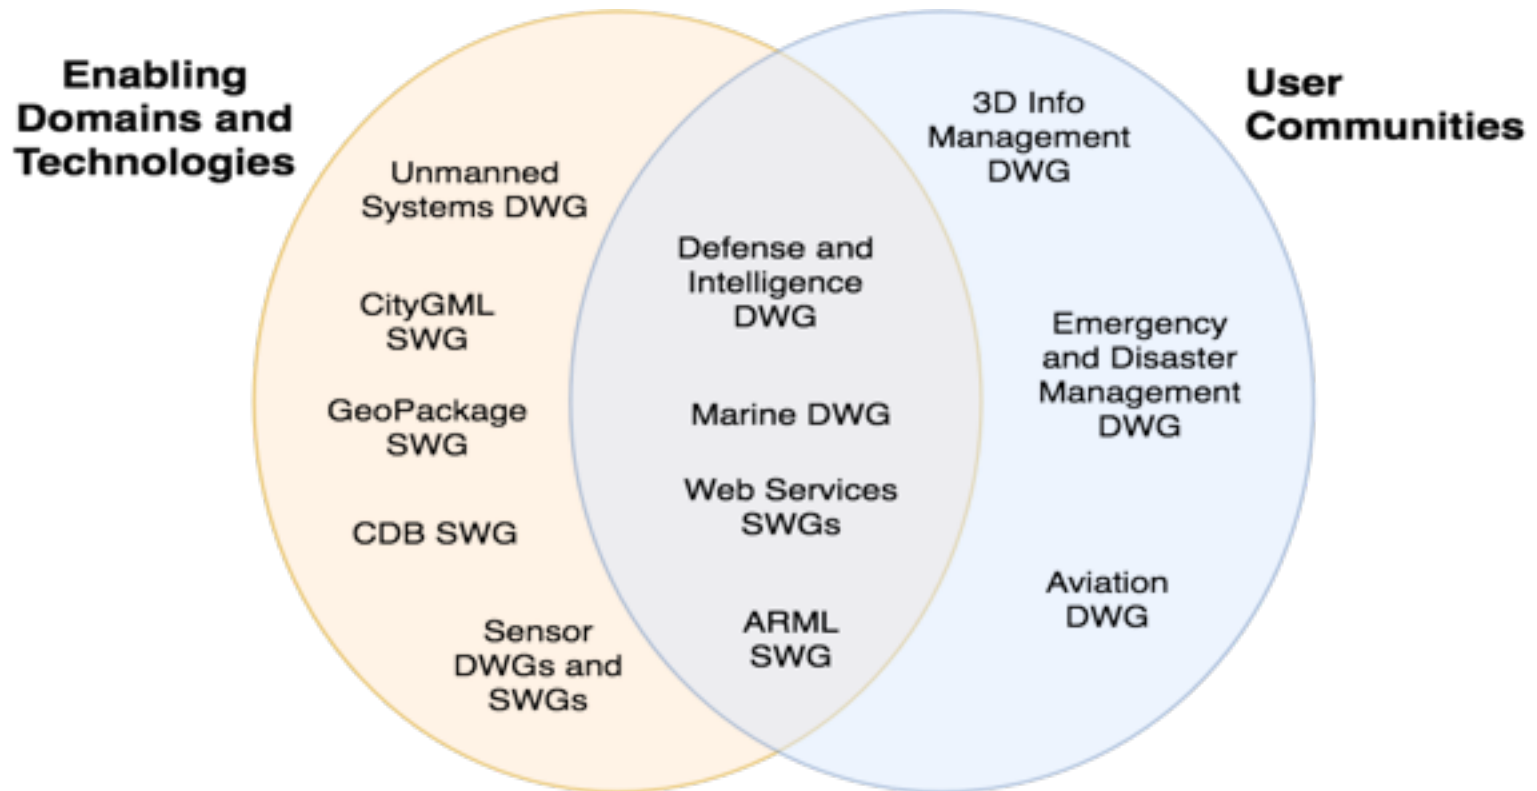 Enabling
Domains and
Technologies
Unmanned
Systems DWG
CityGML
SWG
GeoPackage
SWG
CDB SWG
Sensor
DWGs and
SWGs
Defense and
Intelligence
DWG
Marine DWG
Web Services
SWGs
ARML
SWG
User
Communities
3D Info
Management
DWG
Emergency
and Disaster
Management
DWG
Aviation
DWG